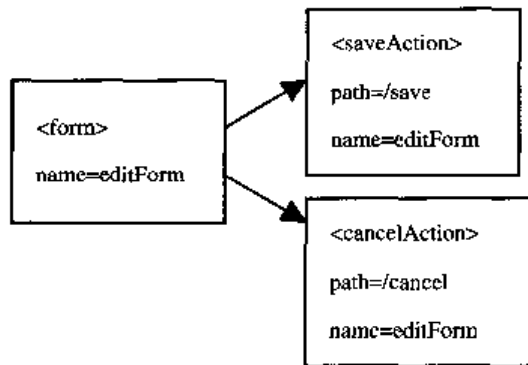 <form>
name=editForm
<saveAction>
path=/save
name=editForm
<cancelAction>
path=/cancel
name=editForm